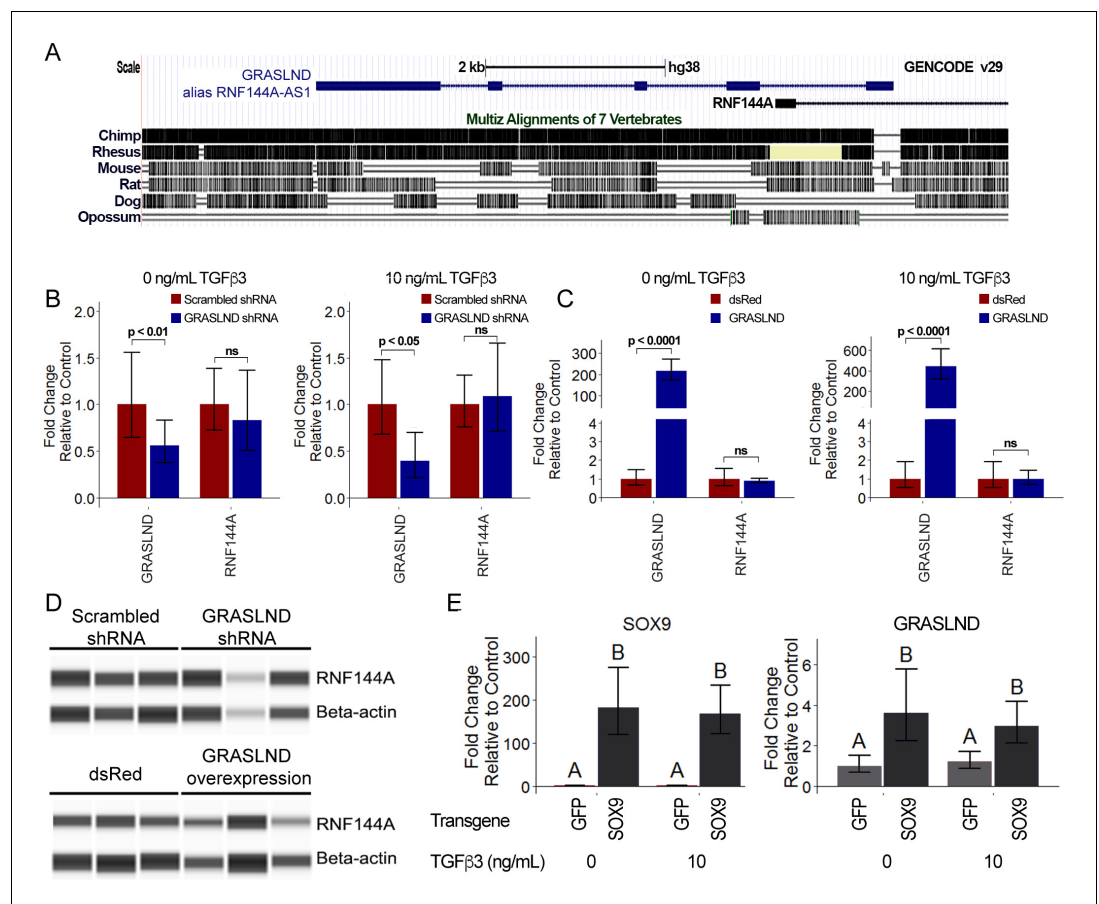 A
Scale 2 kb hg38 GENCODE v29
GRASLND
alias RNF144A-AS1
RNF144A
Multiz Alignments of 7 Vertebrates
Chimp
Rhesus
Mouse
Rat
Dog
Opossum
B
0 ng/mL TGFβ3
Scrambled shRNA
GRASLND shRNA
Fold Change
Relative to Control
2.0
1.5
1.0
0.5
0.0
p < 0.01
ns
GRASLND
RNF144A
10 ng/mL TGFβ3
Scrambled shRNA
GRASLND shRNA
2.0
1.5
1.0
0.5
0.0
p < 0.05
ns
GRASLND
RNF144A
C
0 ng/mL TGFβ3
dsRed
GRASLND
Fold Change
Relative to Control
300
200
100
4
3
2
1
0
p < 0.0001
ns
GRASLND
RNF144A
10 ng/mL TGFβ3
dsRed
GRASLND
Fold Change
Relative to Control
600
400
200
4
3
2
1
0
p < 0.0001
ns
GRASLND
RNF144A
D
Scrambled
shRNA
GRASLND
shRNA
RNF144A
Beta-actin
dsRed
GRASLND
overexpression
RNF144A
Beta-actin
E
SOX9
Fold Change
Relative to Control
300
200
100
0
A
B
A
B
GFP
SOX9
GFP
SOX9
GRASLND
Fold Change
Relative to Control
6
4
2
0
A
B
A
B
GFP
SOX9
GFP
SOX9
Transgene
TGFβ3 (ng/mL) 0 10 0 10